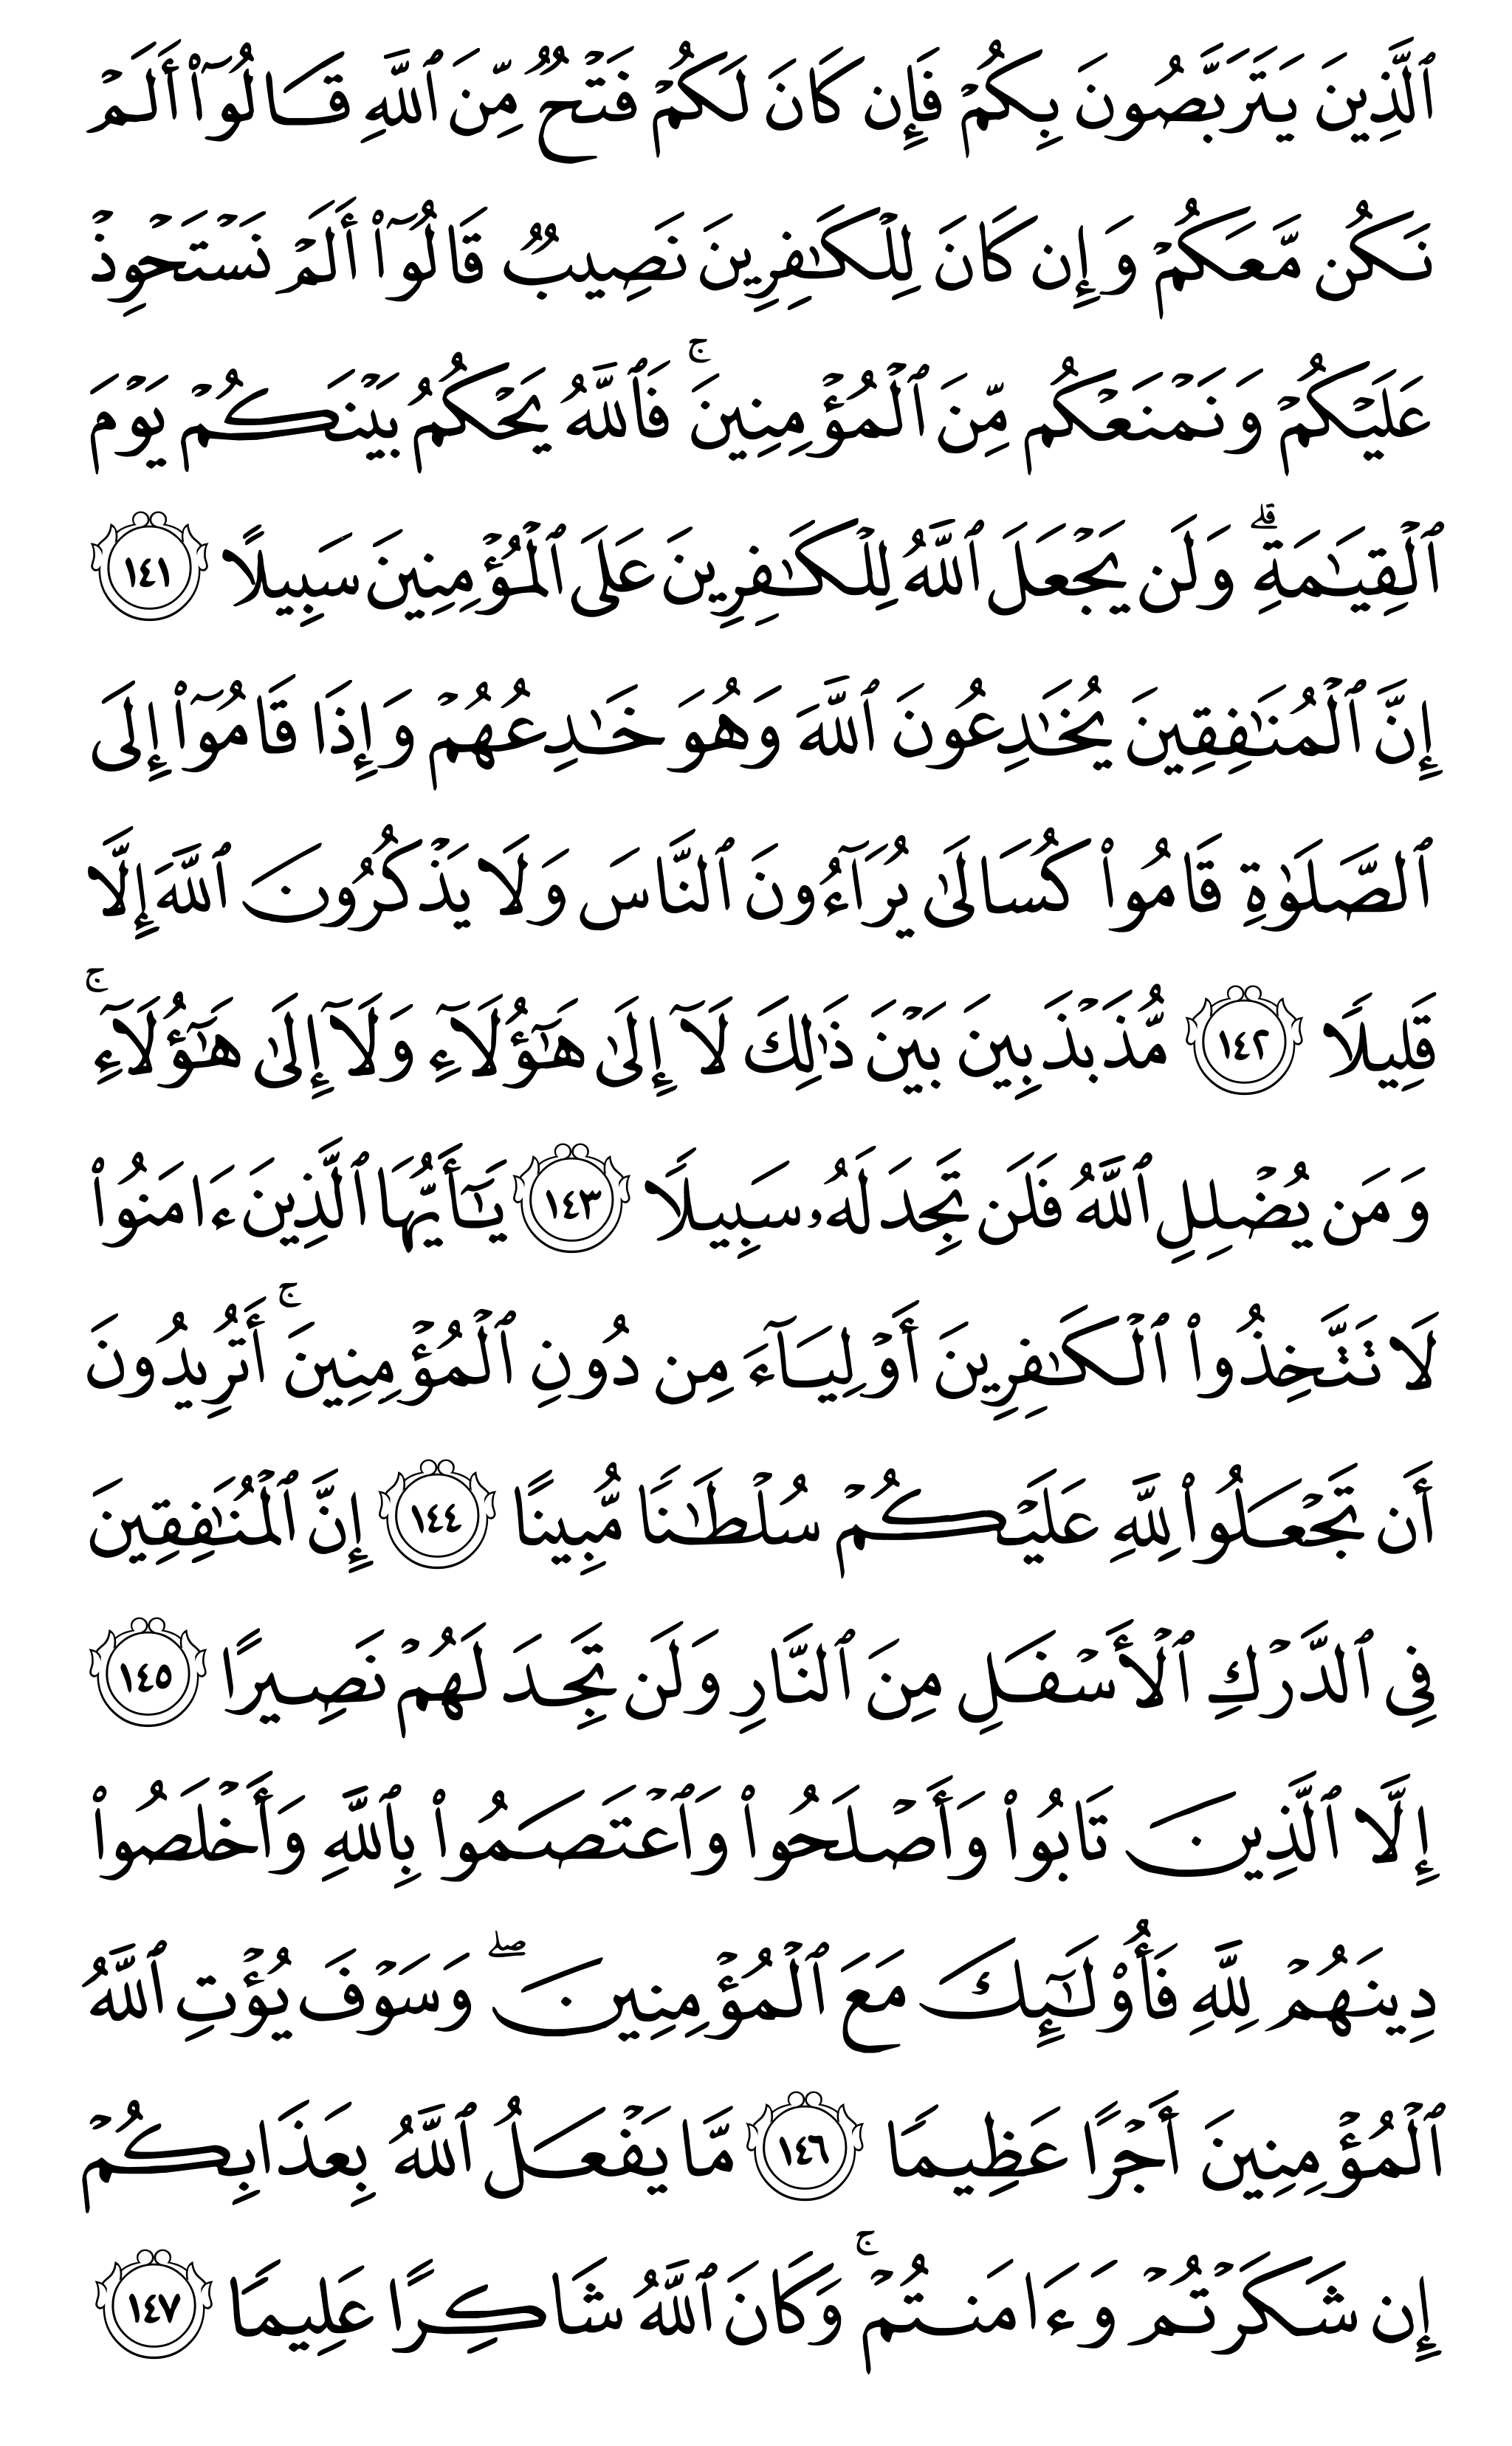 ٱلَّذِينَ يَتَرَبَّصُونَ بِكُمْ فَإِن كَانَ لَكُمْ فَتْحٌ مِّنَ ٱللَّهِ قَالُوٓا۟ أَلَمْ
نَكُن مَّعَكُمْ وَإِن كَانَ لِلْكَٰفِرِينَ نَصِيبٌ قَالُوٓا۟ أَلَمْ نَسْتَحْوِذْ
عَلَيْكُمْ وَنَمْنَعْكُم مِّنَ ٱلْمُؤْمِنِينَ ۚ فَٱللَّهُ يَحْكُمُ بَيْنَكُمْ يَوْمَ
ٱلْقِيَٰمَةِ ۗ وَلَن يَجْعَلَ ٱللَّهُ لِلْكَٰفِرِينَ عَلَى ٱلْمُؤْمِنِينَ سَبِيلًا ١٤١
إِنَّ ٱلْمُنَٰفِقِينَ يُخَٰدِعُونَ ٱللَّهَ وَهُوَ خَٰدِعُهُمْ وَإِذَا قَامُوٓا۟ إِلَى
ٱلصَّلَوٰةِ قَامُوا۟ كُسَالَىٰ يُرَآءُونَ ٱلنَّاسَ وَلَا يَذْكُرُونَ ٱللَّهَ إِلَّا
قَلِيلًا ١٤٢ مُّذَبْذَبِينَ بَيْنَ ذَٰلِكَ لَآ إِلَىٰ هَٰٓؤُلَآءِ وَلَآ إِلَىٰ هَٰٓؤُلَآءِ ۚ
وَمَن يُضْلِلِ ٱللَّهُ فَلَن تَجِدَ لَهُۥ سَبِيلًا ١٤٣ يَٰٓأَيُّهَا ٱلَّذِينَ ءَامَنُوا۟
لَا تَتَّخِذُوا۟ ٱلْكَٰفِرِينَ أَوْلِيَآءَ مِن دُونِ ٱلْمُؤْمِنِينَ ۚ أَتُرِيدُونَ
أَن تَجْعَلُوا۟ لِلَّهِ عَلَيْكُمْ سُلْطَٰنًا مُّبِينًا ١٤٤ إِنَّ ٱلْمُنَٰفِقِينَ
فِى ٱلدَّرْكِ ٱلْأَسْفَلِ مِنَ ٱلنَّارِ وَلَن تَجِدَ لَهُمْ نَصِيرًا ١٤٥
إِلَّا ٱلَّذِينَ تَابُوا۟ وَأَصْلَحُوا۟ وَٱعْتَصَمُوا۟ بِٱللَّهِ وَأَخْلَصُوا۟
دِينَهُمْ لِلَّهِ فَأُو۟لَٰٓئِكَ مَعَ ٱلْمُؤْمِنِينَ ۖ وَسَوْفَ يُؤْتِ ٱللَّهُ
ٱلْمُؤْمِنِينَ أَجْرًا عَظِيمًا ١٤٦ مَّا يَفْعَلُ ٱللَّهُ بِعَذَابِكُمْ
إِن شَكَرْتُمْ وَءَامَنتُمْ ۚ وَكَانَ ٱللَّهُ شَاكِرًا عَلِيمًا ١٤٧